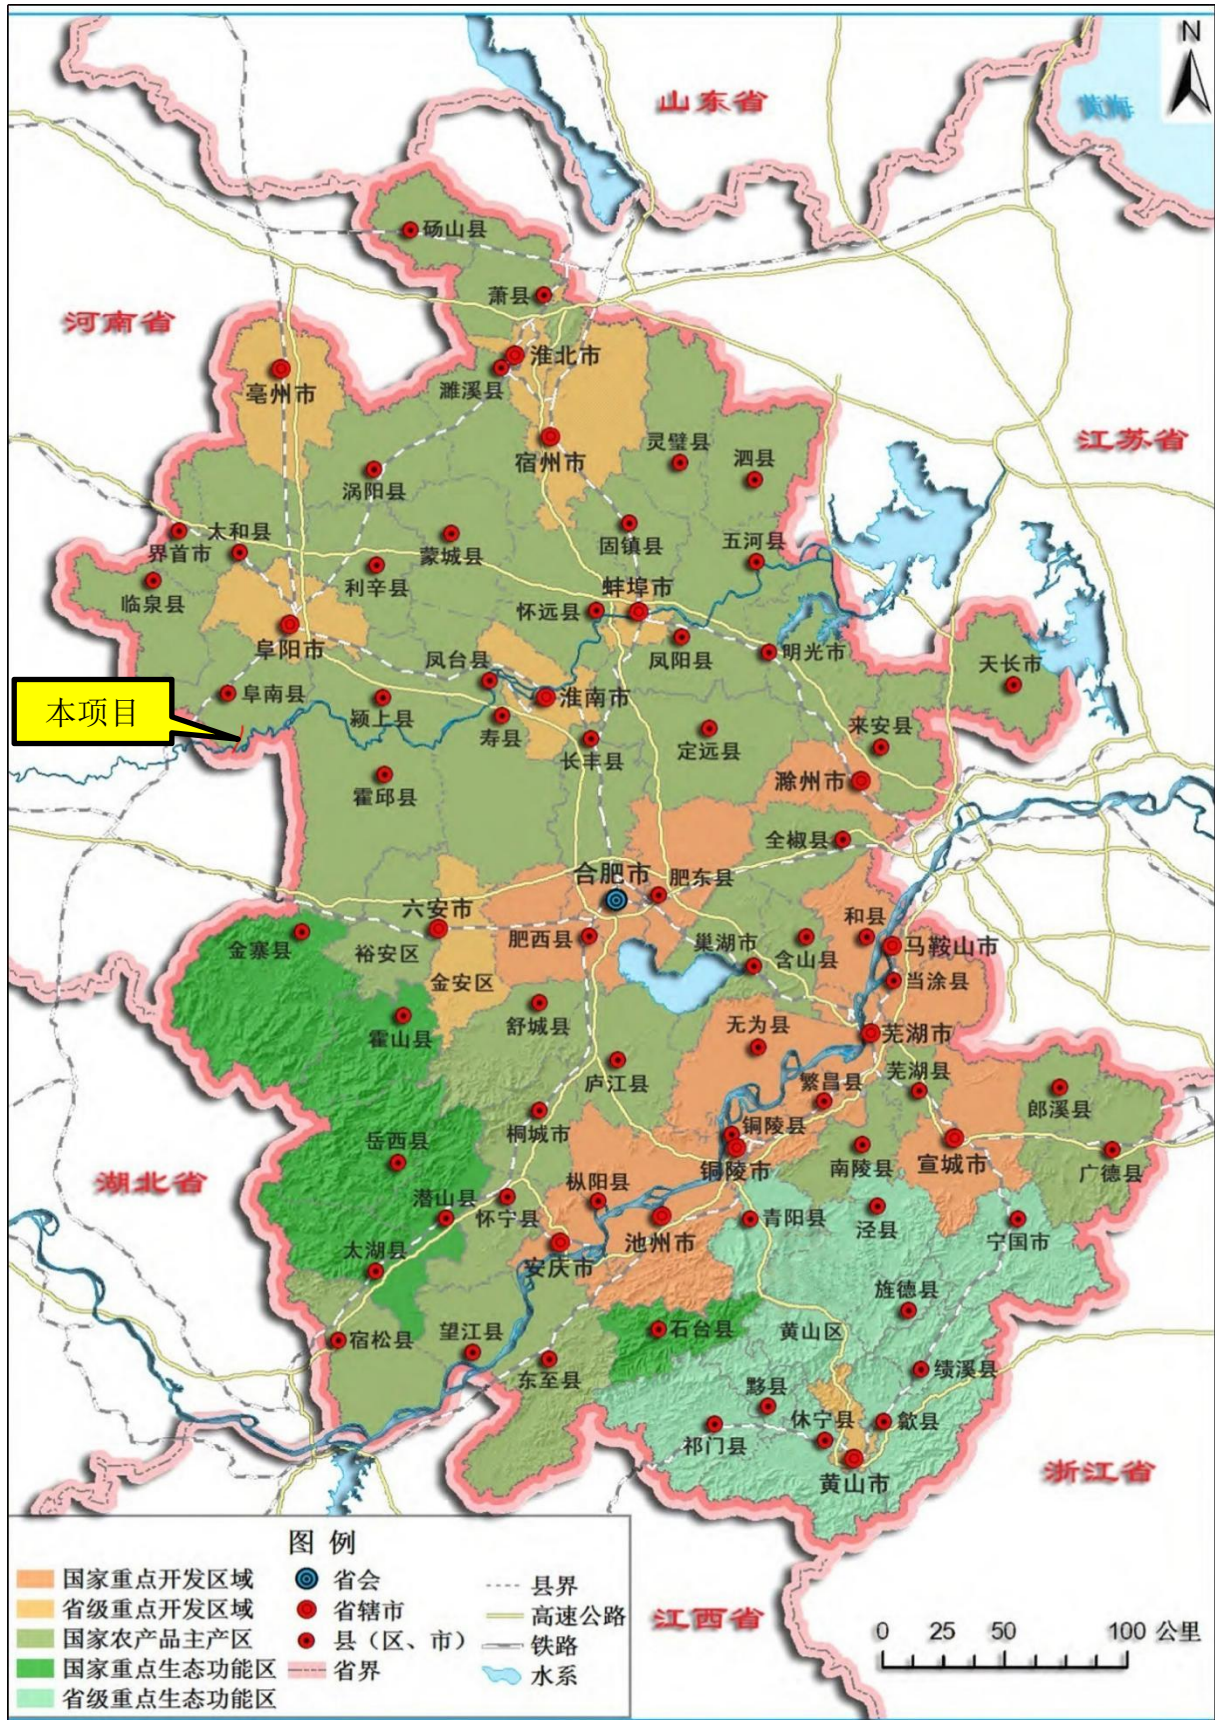 N
山东省
黄海
砀山县
萧县
河南省
淮北市
濉溪县
亳州市
江苏省
灵璧县
宿州市
泗县
涡阳县
太和县
界首市
蒙城县
固镇县
五河县
利辛县
临泉县
蚌埠市
怀远县
阜阳市
凤台县
凤阳县
明光市
天长市
阜南县
本项目
颍上县
淮南市
寿县
来安县
定远县
长丰县
霍邱县
滁州市
全椒县
合肥市
肥东县
六安市
和县
金寨县
裕安区
肥西县
巢湖市
含山县
马鞍山市
金安区
当涂县
舒城县
霍山县
无为县
芜湖市
庐江县
繁昌县
芜湖县
郎溪县
桐城市
铜陵县
岳西县
铜陵市
南陵县
宣城市
广德县
湖北省
潜山县
怀宁县
枞阳县
池州市
青阳县
泾县
宁国市
太湖县
安庆市
旌德县
宿松县
望江县
石台县
黄山区
东至县
绩溪县
黟县
休宁县
歙县
祁门县
黄山市
浙江省
图 例
国家重点开发区域
省会
县界
省级重点开发区域
省辖市
高速公路
江西省
国家农产品主产区
县（区、市）
铁路
0 25 50 100 公里
国家重点生态功能区
省界
水系
省级重点生态功能区